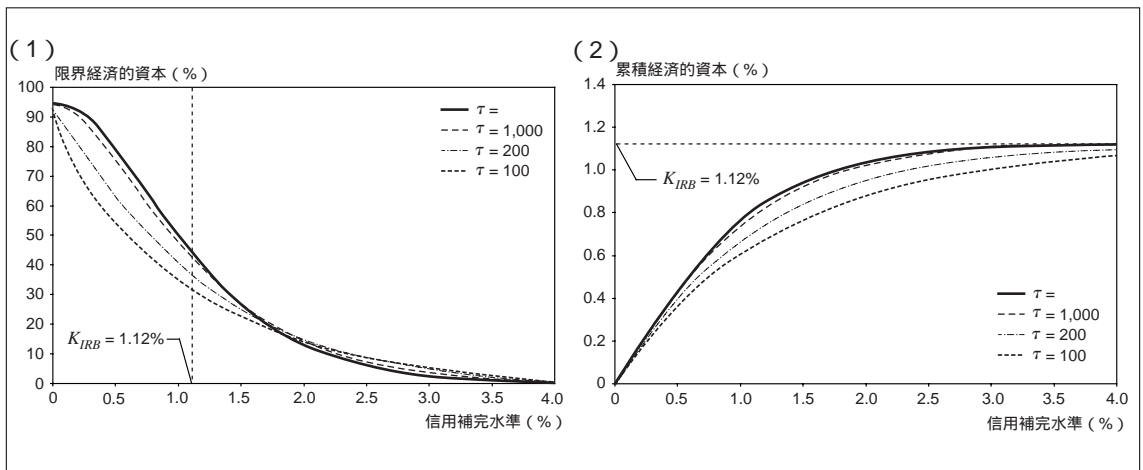 (1)
限界経済的資本(%)
100
90
80
70
60
50
40
30
20
10
0
τ =
τ = 1,000
τ = 200
τ = 100
K_IRB = 1.12%
0 0.5 1.0 1.5 2.0 2.5 3.0 3.5 4.0
信用補完水準(%)
(2)
累積経済的資本(%)
1.4
1.2
1.0
0.8
0.6
0.4
0.2
0
K_IRB = 1.12%
τ =
τ = 1,000
τ = 200
τ = 100
0 0.5 1.0 1.5 2.0 2.5 3.0 3.5 4.0
信用補完水準(%)